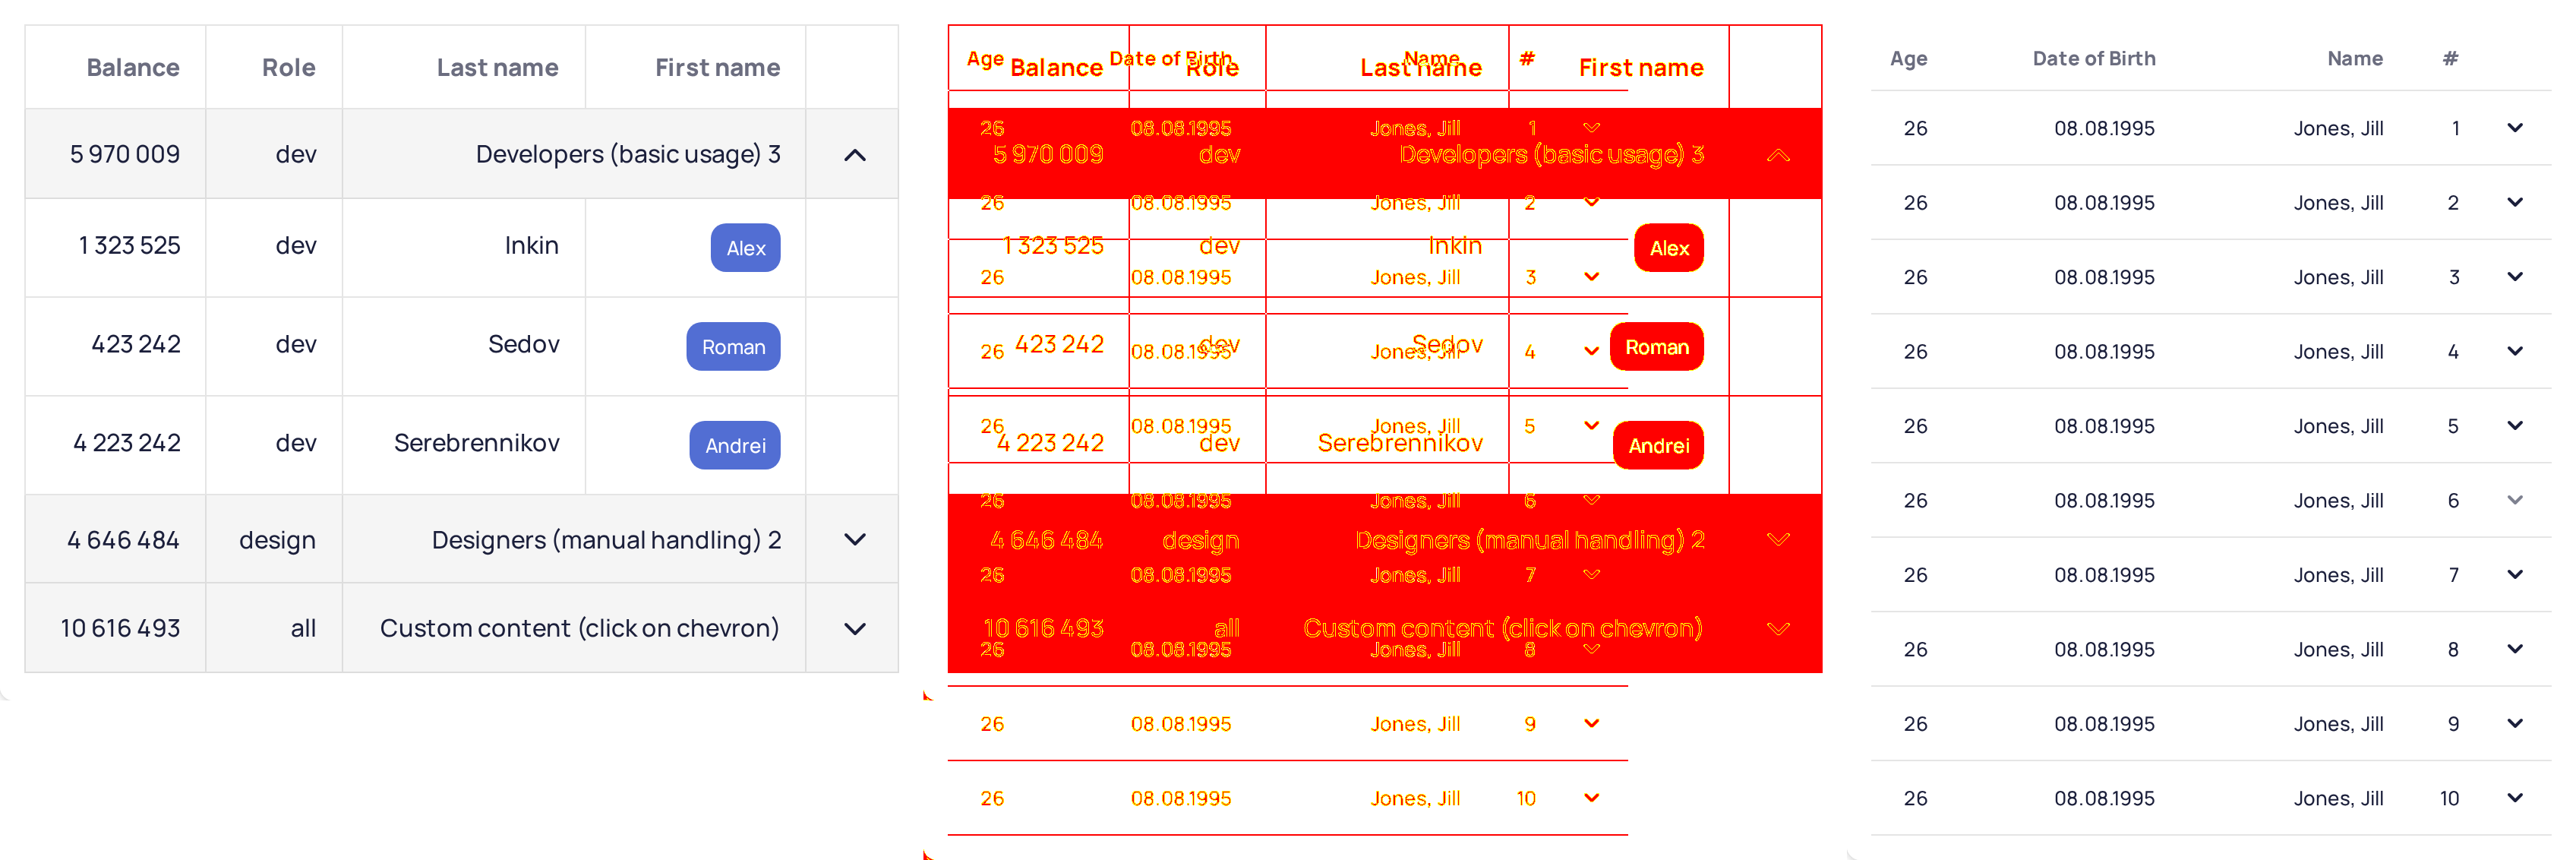 Balance Role Last name First name
5 970 009 dev Developers (basic usage) 3
1 323 525 dev Inkin Alex
423 242 dev Sedov Roman
4 223 242 dev Serebrennikov Andrei
4 646 484 design Designers (manual handling) 2
10 616 493 all Custom content (click on chevron)
Age Date of Birth Name #
Balance Role Last name First name
26 08.08.1995 Jones, Jill 1
5 970 009 dev Developers (basic usage) 3
26 08.08.1995 Jones, Jill 2
1 323 525 dev Inkin Alex
26 08.08.1995 Jones, Jill 3
423 242 dev Sedov Roman
26 08.08.1995 Jones, Jill 4
26 08.08.1995 Jones, Jill 5
4 223 242 dev Serebrennikov Andrei
26 08.08.1995 Jones, Jill 6
4 646 484 design Designers (manual handling) 2
26 08.08.1995 Jones, Jill 7
10 616 493 all Custom content (click on chevron)
26 08.08.1995 Jones, Jill 8
26 08.08.1995 Jones, Jill 9
26 08.08.1995 Jones, Jill 10
Age Date of Birth Name #
26 08.08.1995 Jones, Jill 1
26 08.08.1995 Jones, Jill 2
26 08.08.1995 Jones, Jill 3
26 08.08.1995 Jones, Jill 4
26 08.08.1995 Jones, Jill 5
26 08.08.1995 Jones, Jill 6
26 08.08.1995 Jones, Jill 7
26 08.08.1995 Jones, Jill 8
26 08.08.1995 Jones, Jill 9
26 08.08.1995 Jones, Jill 10